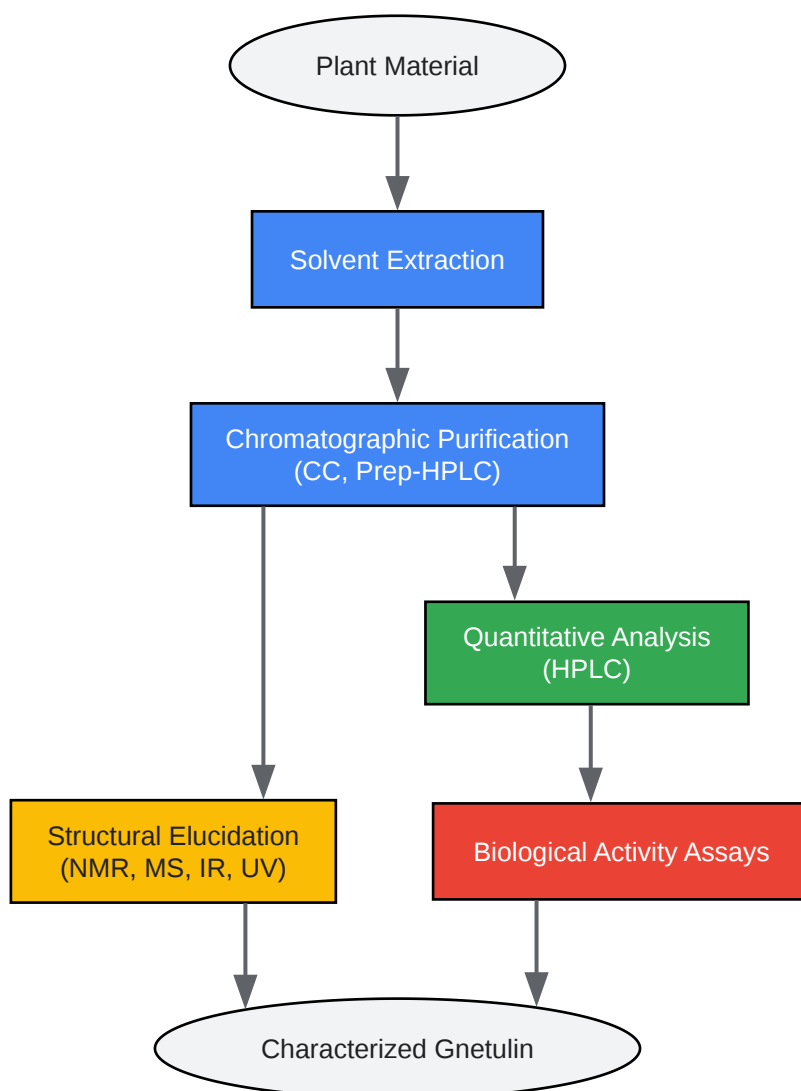 Plant Material
Solvent Extraction
Chromatographic Purification
(CC, Prep-HPLC)
Quantitative Analysis
(HPLC)
Structural Elucidation
(NMR, MS, IR, UV)
Biological Activity Assays
Characterized Gnetulin